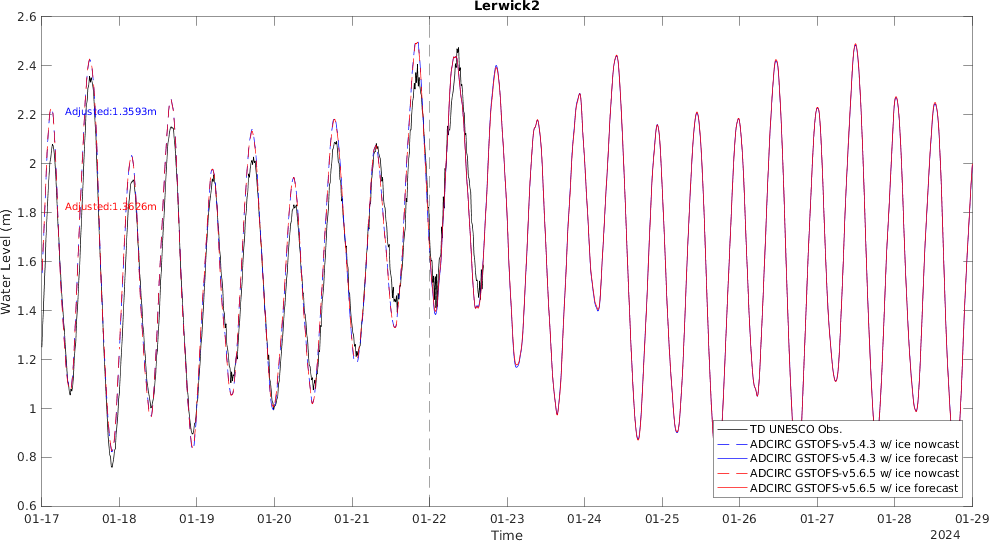 Lerwick2
2.6
2.4
2.2
2
1.8
1.6
1.4
1.2
1
0.8
0.6
Water Level (m)
Adjusted:1.3593m
Adjusted:1.3626m
TD UNESCO Obs.
ADCIRC GSTOFS-v5.4.3 w/ ice nowcast
ADCIRC GSTOFS-v5.4.3 w/ ice forecast
ADCIRC GSTOFS-v5.6.5 w/ ice nowcast
ADCIRC GSTOFS-v5.6.5 w/ ice forecast
01-17 01-18 01-19 01-20 01-21 01-22 01-23 01-24 01-25 01-26 01-27 01-28 01-29
Time
2024